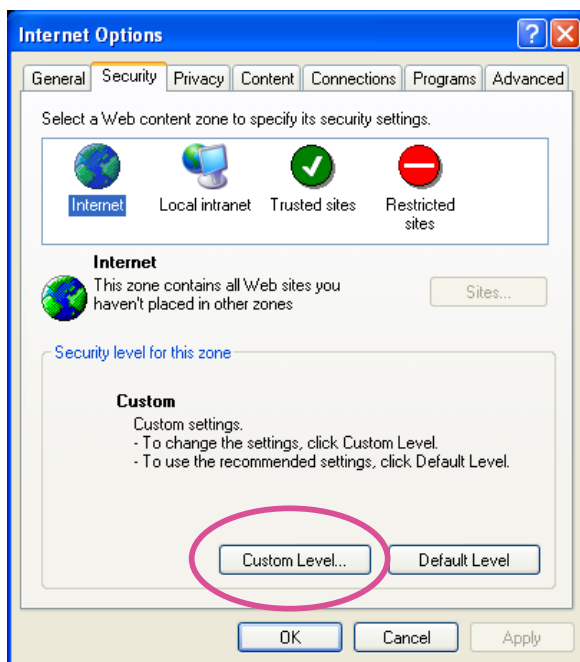 Internet Options
General Security Privacy Content Connections Programs Advanced
Select a Web content zone to specify its security settings.
Internet Local intranet Trusted sites Restricted
sites
Internet
This zone contains all Web sites you
haven't placed in other zones
Sites...
Security level for this zone
Custom
Custom settings.
- To change the settings, click Custom Level.
- To use the recommended settings, click Default Level.
Custom Level... Default Level
OK Cancel Apply